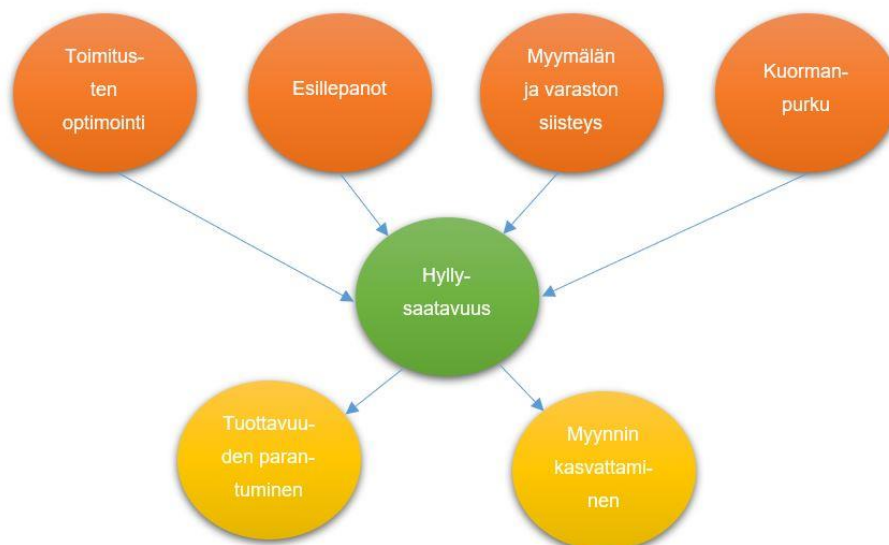 Toimitus-
ten
optimointi
Esillepanot
Myymälän
ja varaston
siisteys
Kuorman-
purku
Hylly-
saatavuus
Tuottavuu-
den paran-
tuminen
Myynnin
kasvattami-
nen